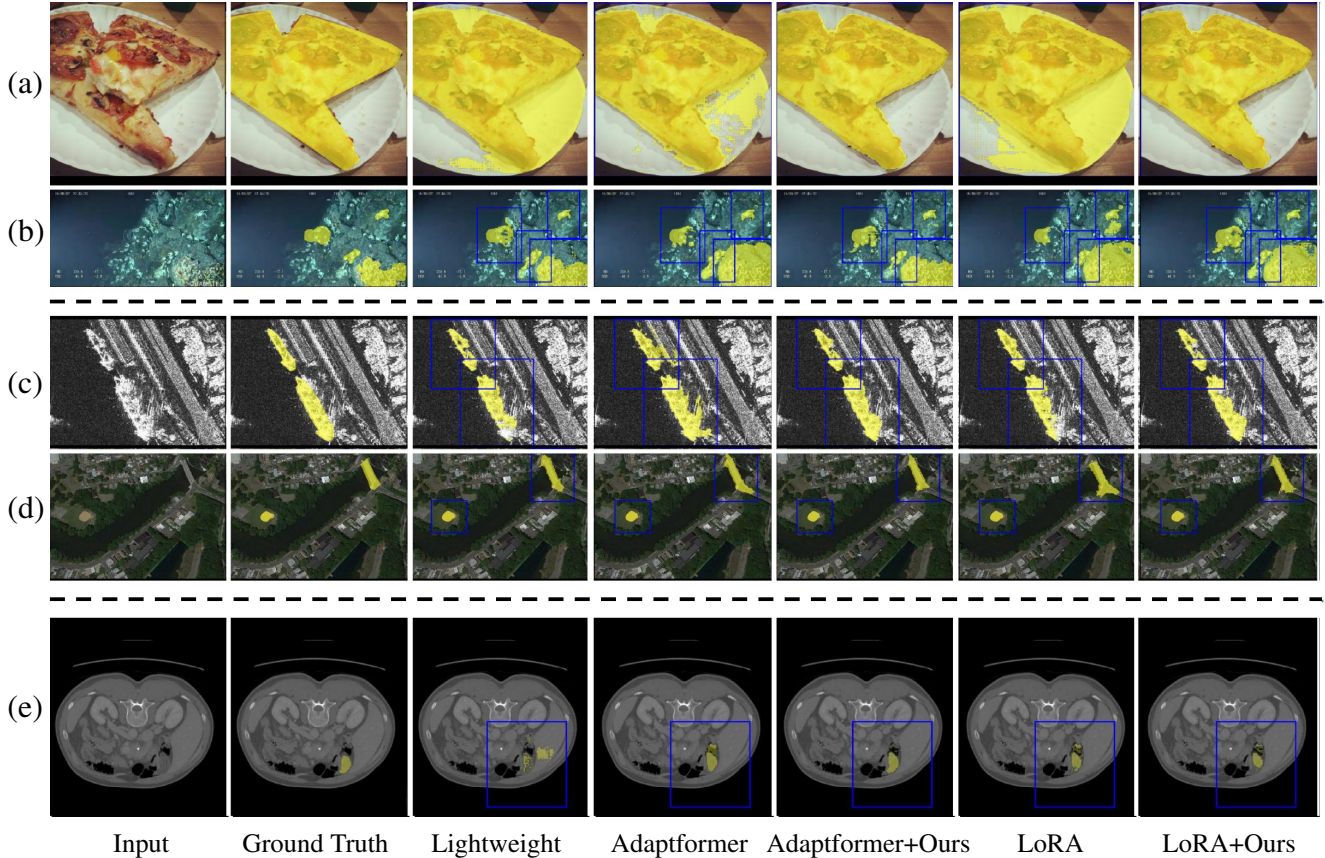 (a)
(b)
(c)
(d)
(e)
Input Ground Truth Lightweight Adaptformer Adaptformer+Ours LoRA LoRA+Ours